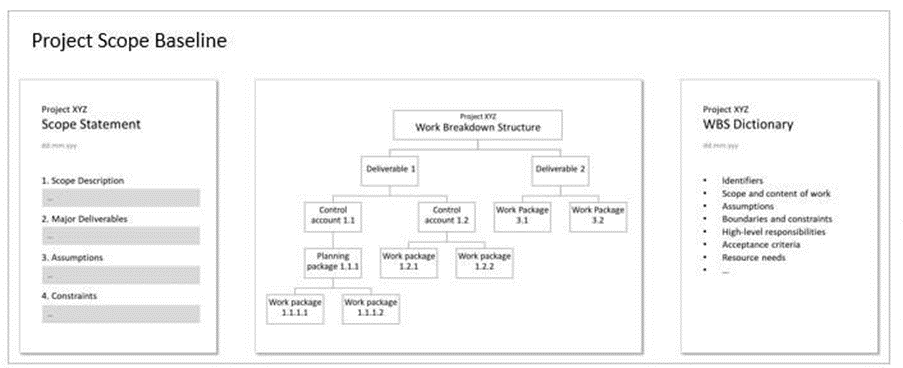 Project Scope Baseline
Project XYZ
Scope Statement
dd.mm.yyy
1. Scope Description
...
2. Major Deliverables
...
3. Assumptions
...
4. Constraints
...
Project XYZ
Work Breakdown Structure
Deliverable 1
Deliverable 2
Control
account 1.1
Control
account 1.2
Work Package
3.1
Work Package
3.2
Planning
package 1.1.1
Work package
1.2.1
Work package
1.2.2
Work package
1.1.1.1
Work package
1.1.1.2
Project XYZ
WBS Dictionary
dd.mm.yyy
• Identifiers
• Scope and content of work
• Assumptions
• Boundaries and constraints
• High-level responsibilities
• Acceptance criteria
• Resource needs
• ...